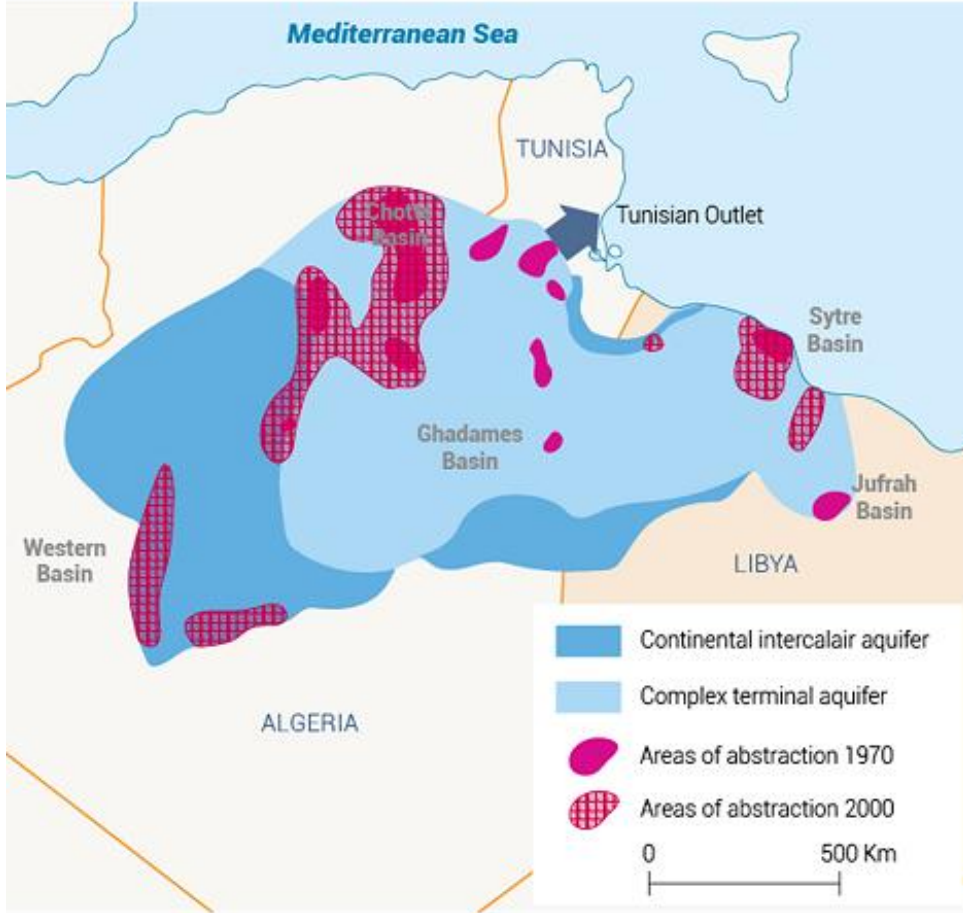 Mediterranean Sea
TUNISIA
Chotts
Basin
Tunisian Outlet
Sytre
Basin
Ghadames
Basin
Jufrah
Basin
Western
Basin
LIBYA
ALGERIA
Continental intercalair aquifer
Complex terminal aquifer
Areas of abstraction 1970
Areas of abstraction 2000
0 500 Km